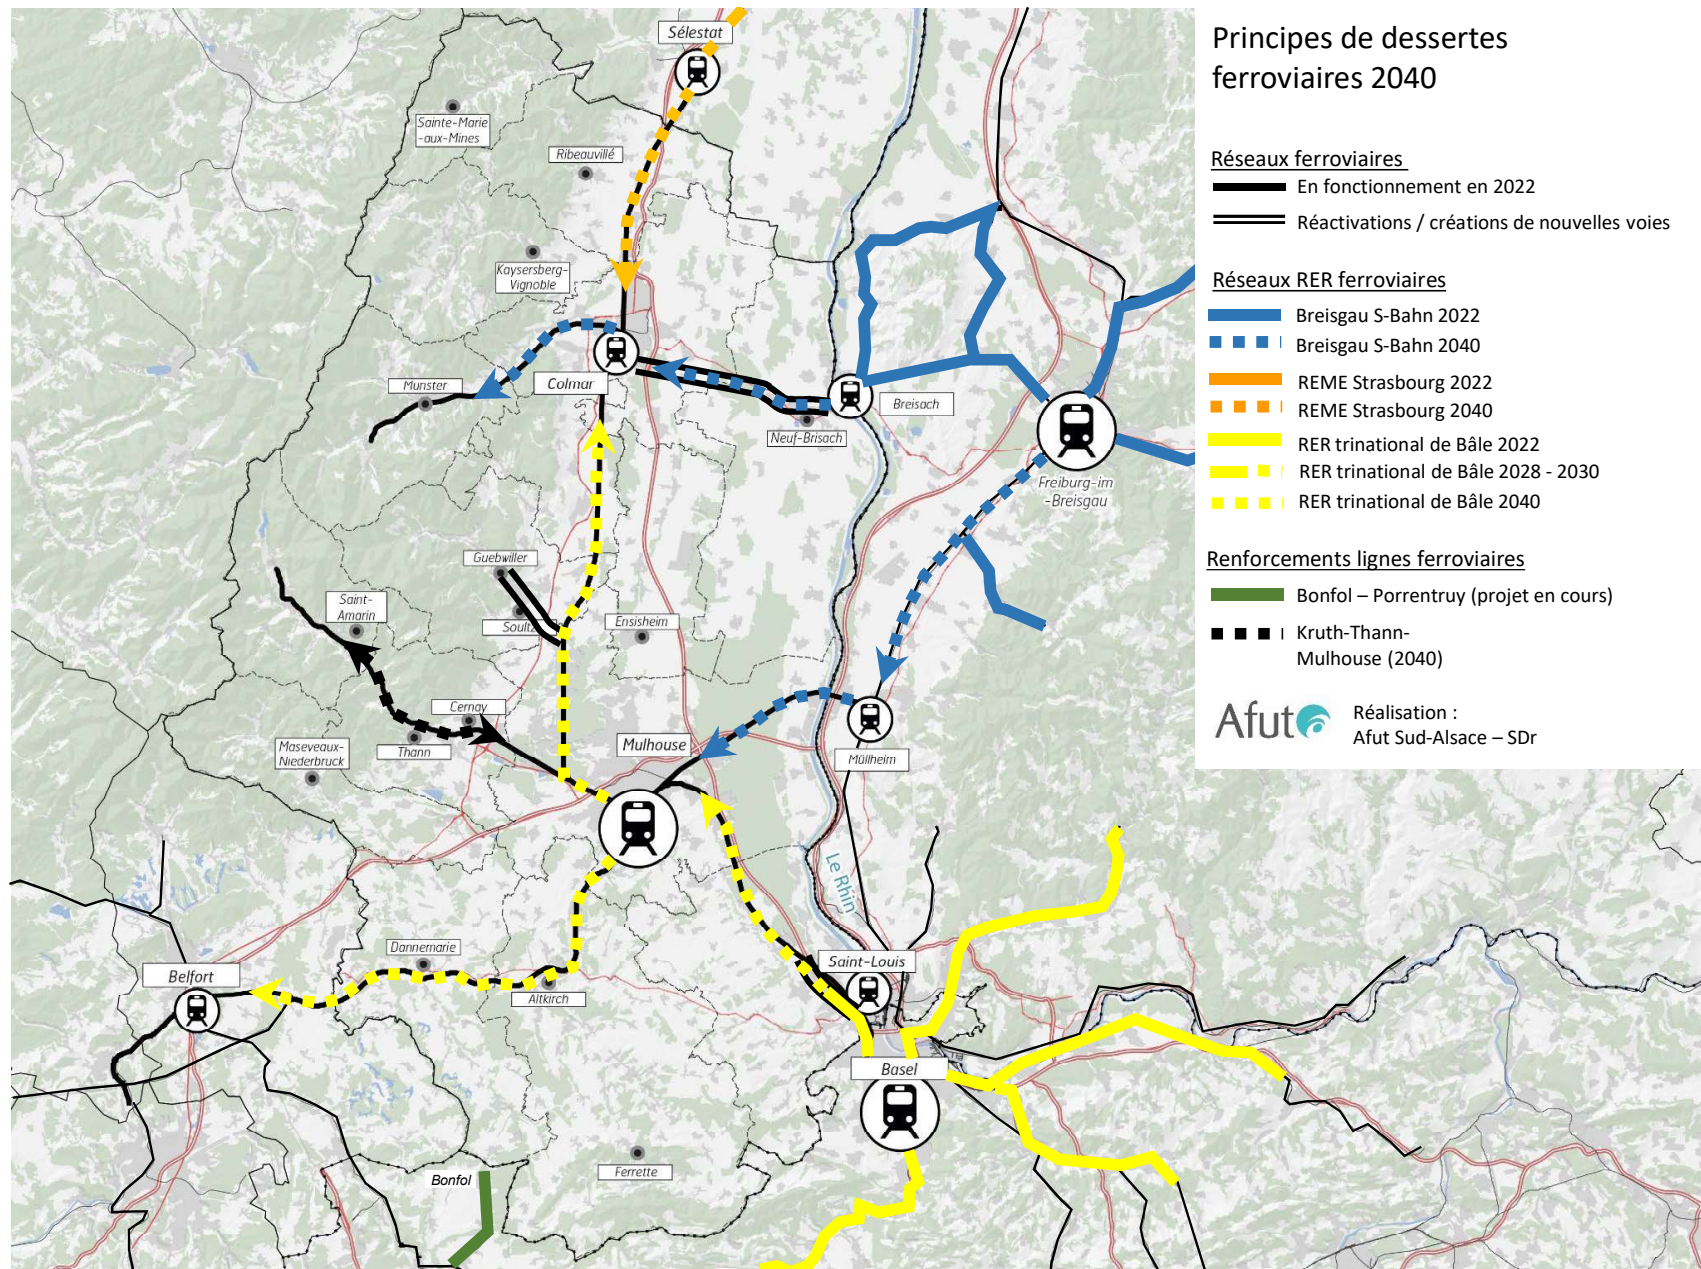 Principes de dessertes
ferroviaires 2040
Réseaux ferroviaires
En fonctionnement en 2022
Réactivations / créations de nouvelles voies
Réseaux RER ferroviaires
Breisgau S-Bahn 2022
Breisgau S-Bahn 2040
REME Strasbourg 2022
REME Strasbourg 2040
RER trinational de Bâle 2022
RER trinational de Bâle 2028 - 2030
RER trinational de Bâle 2040
Renforcements lignes ferroviaires
Bonfol – Porrentruy (projet en cours)
Kruth-Thann-
Mulhouse (2040)
Afut
Réalisation :
Afut Sud-Alsace – SDr
Sélestat
Sainte-Marie
-aux-Mines
Ribeauvillé
Kaysersberg-
Vignoble
Munster
Colmar
Neuf-Brisach
Breisach
Freiburg-im
-Breisgau
Guebwiller
Soultz
Ensisheim
Saint-
Amarin
Cernay
Thann
Maseveaux-
Niederbruck
Mulhouse
Müllheim
Le Rhin
Dannemarie
Belfort
Altkirch
Saint-Louis
Basel
Ferrette
Bonfol